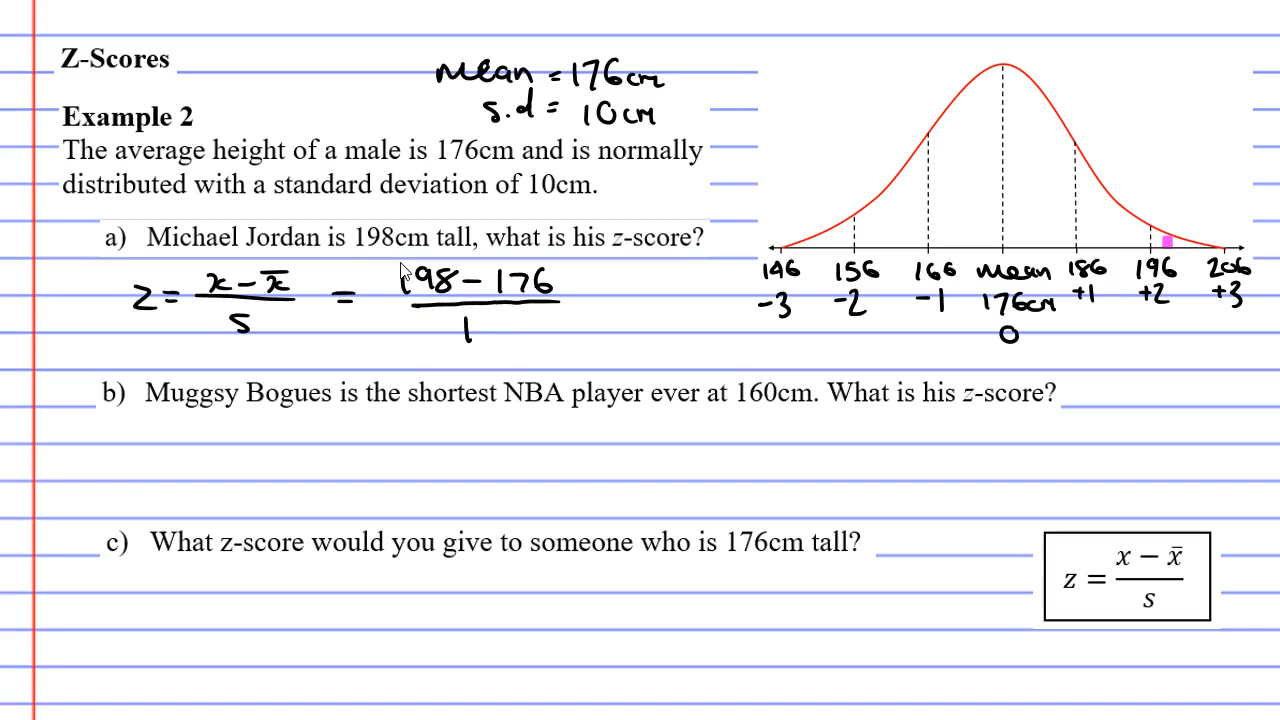 Z-Scores
mean = 176cm
s.d = 10cm
Example 2
The average height of a male is 176cm and is normally
distributed with a standard deviation of 10cm.
a) Michael Jordan is 198cm tall, what is his z-score?
z = x - x̄ / s = 198 - 176 / 1
146 156 166 mean 186 196 206
-3 -2 -1 176cm +1 +2 +3
0
b) Muggsy Bogues is the shortest NBA player ever at 160cm. What is his z-score?
c) What z-score would you give to someone who is 176cm tall?
z = x - x̄ / s